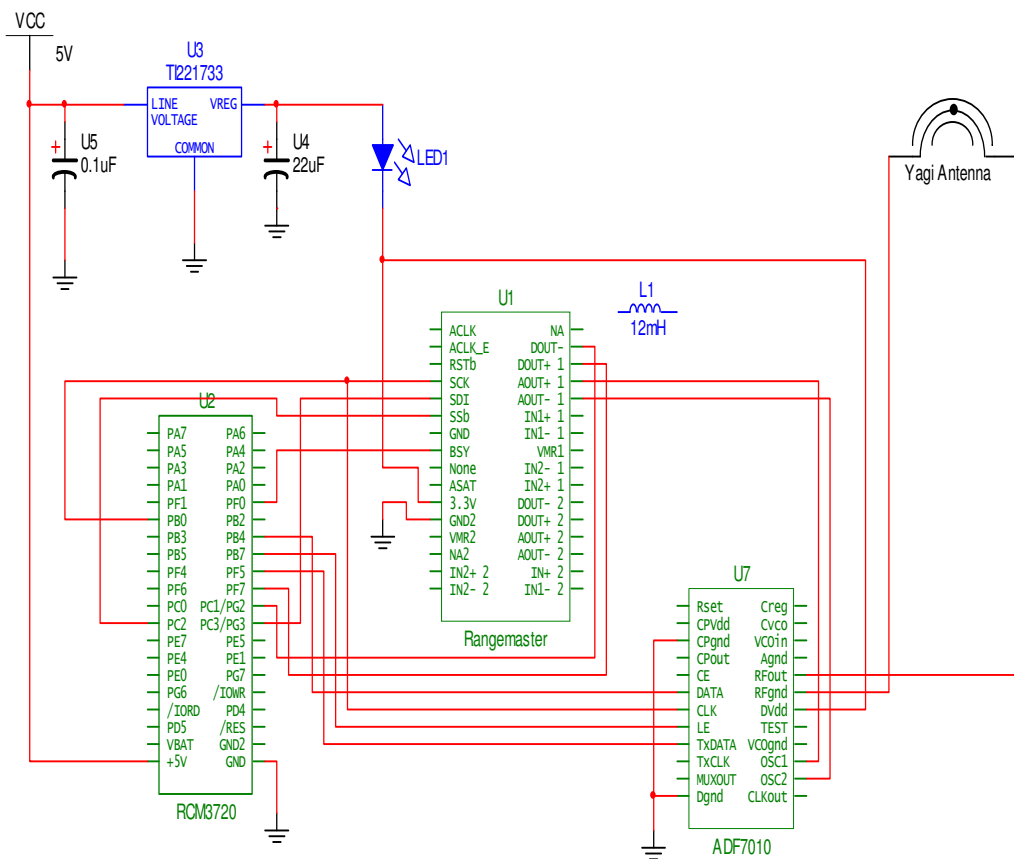 VCC
5V
U3
TI221733
LINE VREG
VOLTAGE
COMMON
+
U5
0.1uF
+
U4
22uF
LED1
Yagi Antenna
L1
12mH
U1
ACLK NA
ACLK_E DOUT-
RSTb DOUT+ 1
SCK AOUT+ 1
SDI AOUT- 1
SSb IN1+ 1
GND IN1- 1
BSY VMR1
None IN2- 1
ASAT IN2+ 1
3.3V DOUT- 2
GND2 DOUT+ 2
VMR2 AOUT+ 2
NA2 AOUT- 2
IN2+ 2 IN+ 2
IN2- 2 IN1- 2
Rangemaster
U2
PA7 PA6
PA5 PA4
PA3 PA2
PA1 PA0
PF1 PF0
PB0 PB2
PB3 PB4
PB5 PB7
PF4 PF5
PF6 PF7
PC0 PC1/PG2
PC2 PC3/PG3
PE7 PE5
PE4 PE1
PE0 PG7
PG6 /IOWR
/IORD PD4
PD5 /RES
VBAT GND2
+5V GND
RCM3720
U7
Rset Creg
CPVdd Cvco
CPgnd VCOin
CPout Agnd
CE RFout
DATA RFgnd
CLK DVdd
LE TEST
TxDATA VCOgnd
TxCLK OSC1
MUXOUT OSC2
Dgnd CLKout
ADF7010